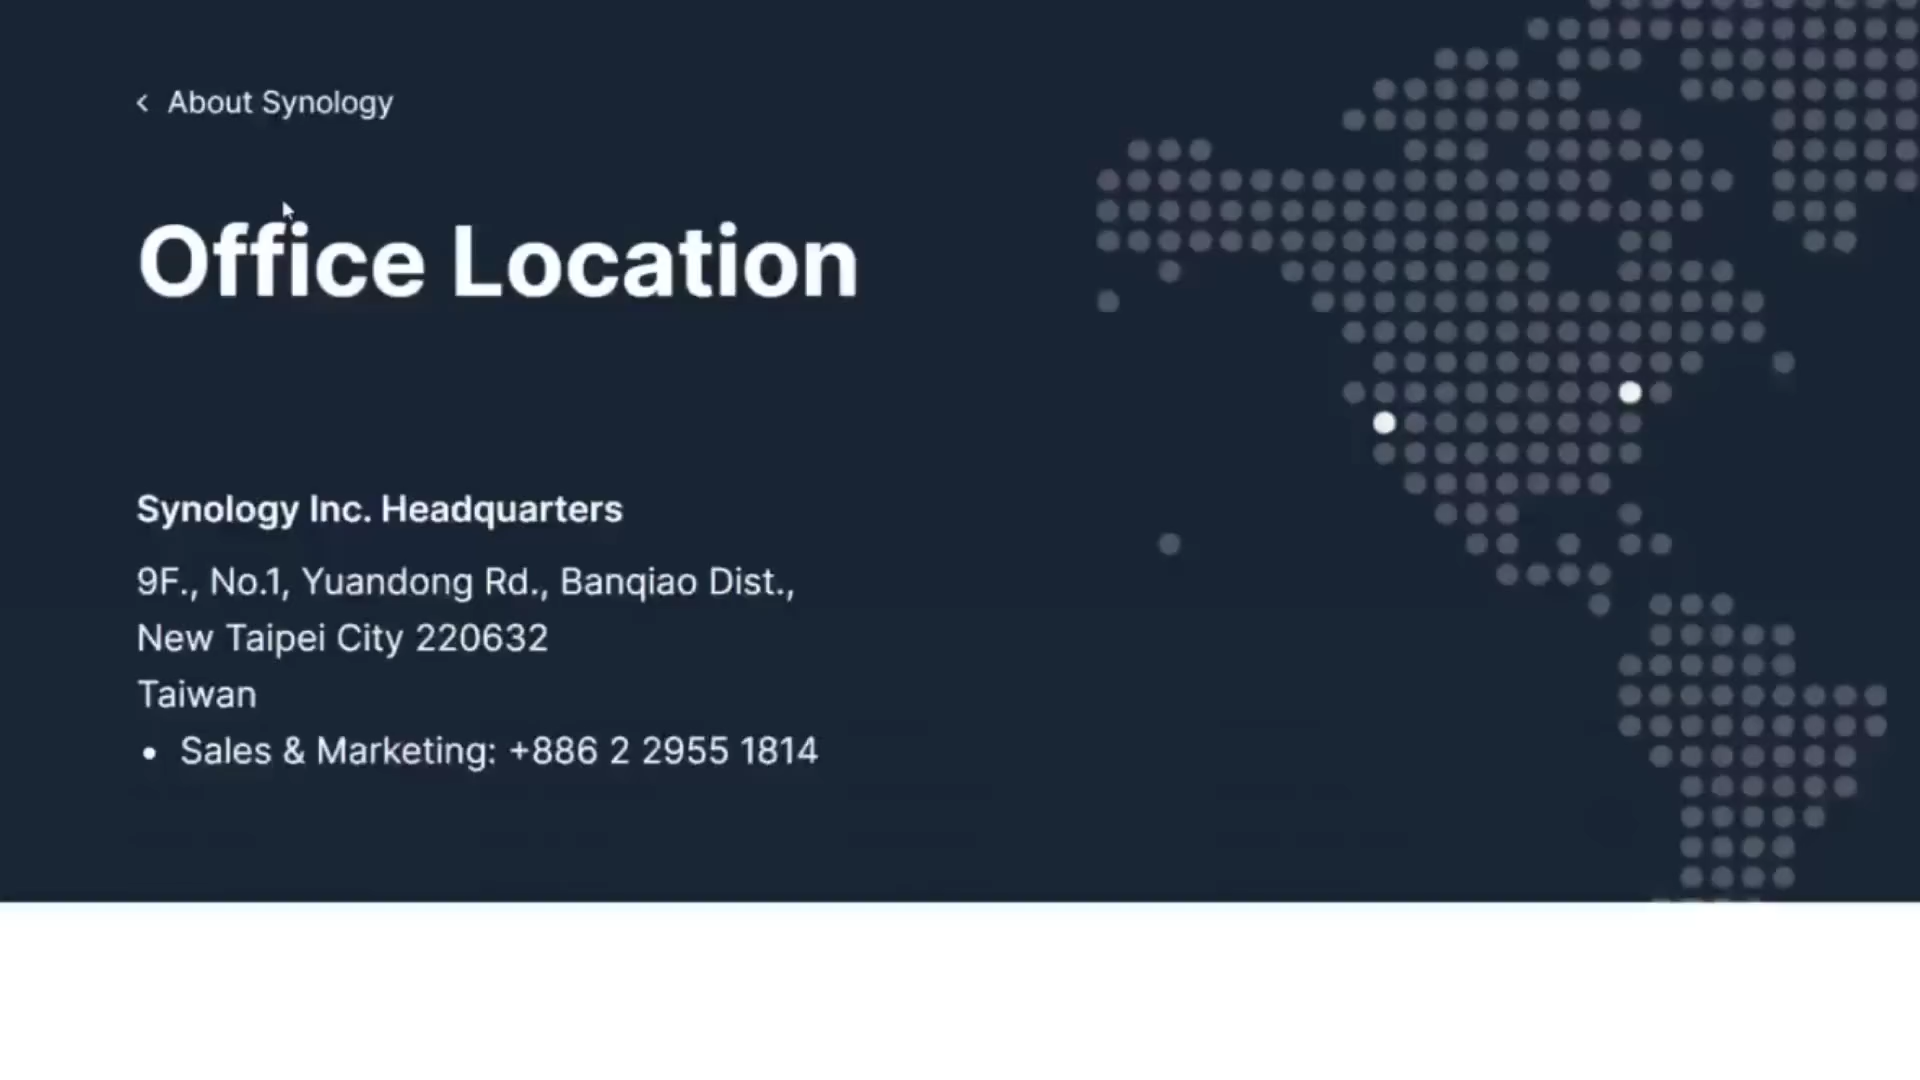 About Synology
Office Location
Synology Inc. Headquarters
9F., No.1, Yuandong Rd., Banqiao Dist.,
New Taipei City 220632
Taiwan
• Sales & Marketing: +886 2 2955 1814